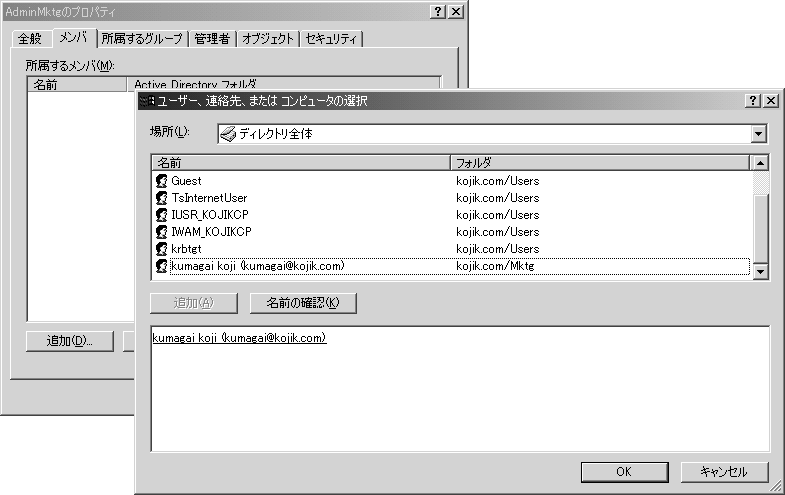 AdminMktgのプロパティ
全般 メンバ 所属するグループ 管理者 オブジェクト セキュリティ
所属するメンバ(M):
名前 Active Directory フォルダ
追加(D)...
ユーザー、連絡先、または コンピュータの選択
場所(L): ディレクトリ全体
名前 フォルダ
Guest kojik.com/Users
TsInternetUser kojik.com/Users
IUSR_KOJIKCP kojik.com/Users
IWAM_KOJIKCP kojik.com/Users
krbtgt kojik.com/Users
kumagai koji (kumagai@kojik.com) kojik.com/Mktg
追加(A) 名前の確認(K)
kumagai koji (kumagai@kojik.com)
OK キャンセル